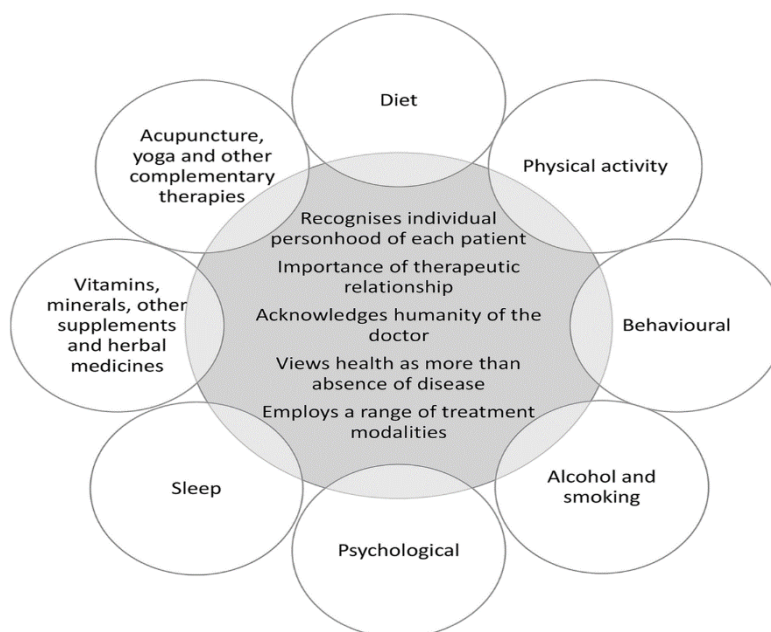 Diet
Acupuncture,
yoga and other
complementary
therapies
Physical activity
Recognises individual
personhood of each patient
Importance of therapeutic
relationship
Acknowledges humanity of the
doctor
Views health as more than
absence of disease
Employs a range of treatment
modalities
Vitamins,
minerals, other
supplements
and herbal
medicines
Behavioural
Sleep
Alcohol and
smoking
Psychological